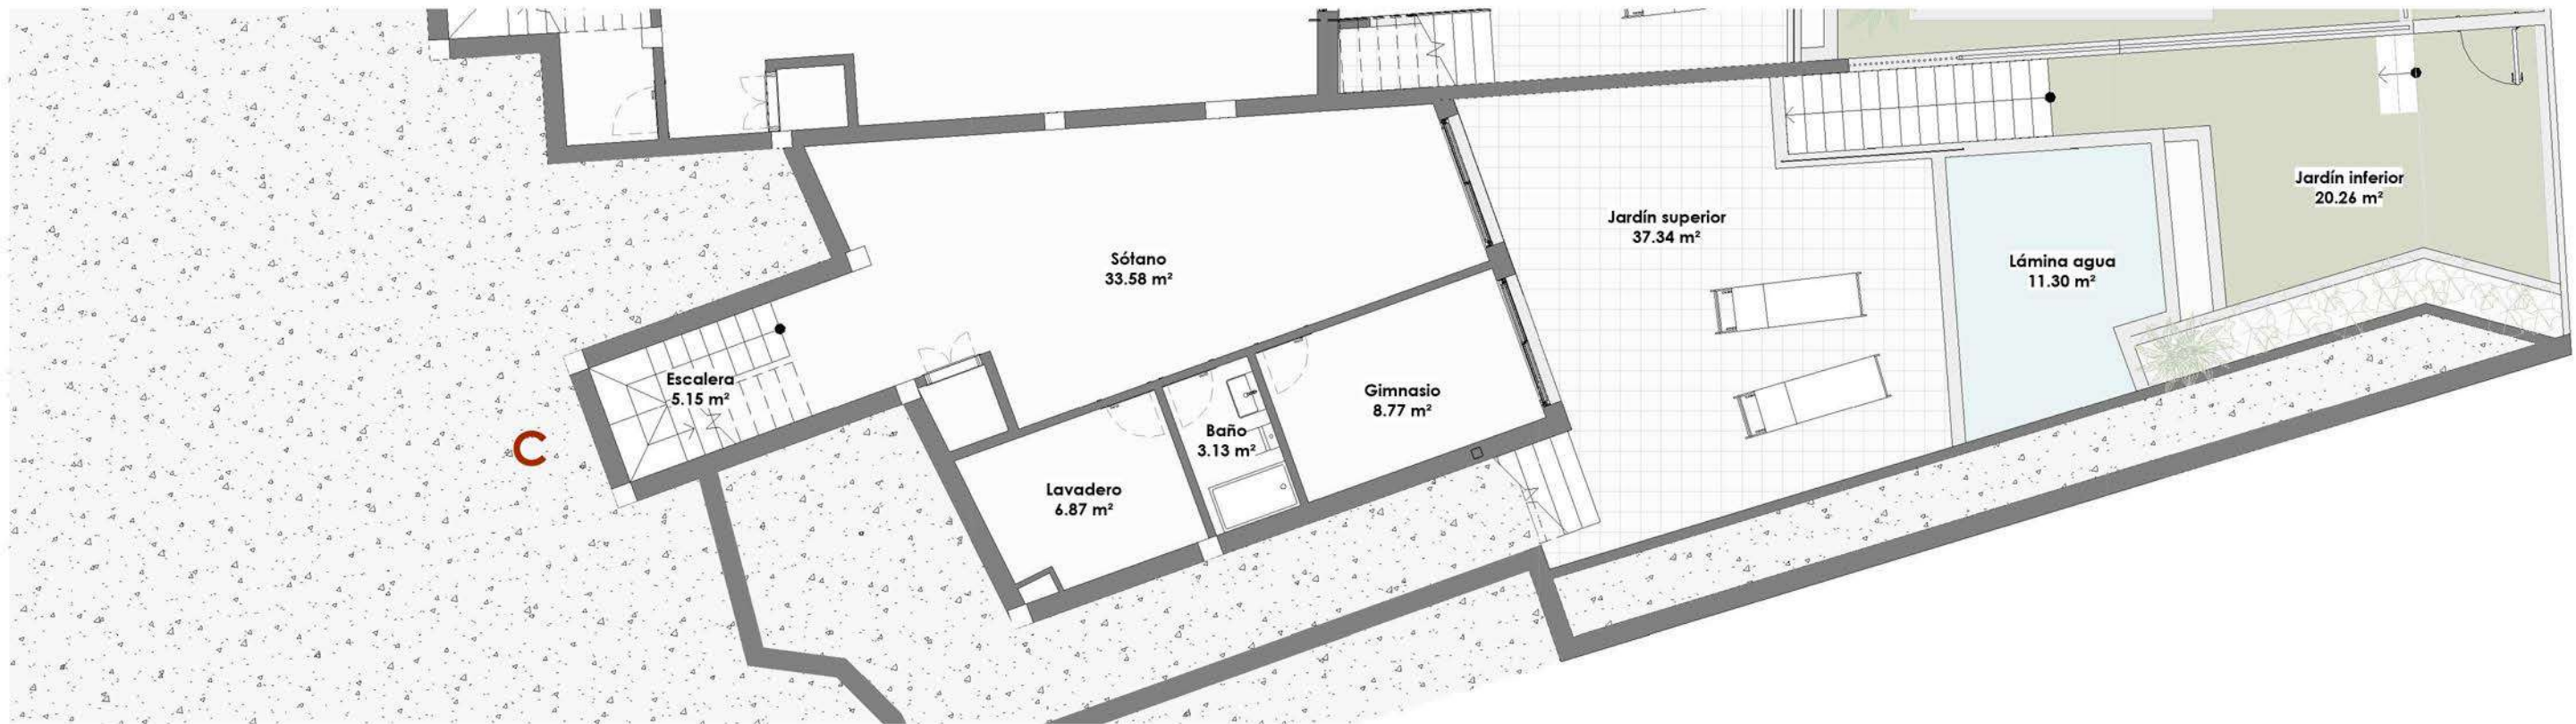 Jardín inferior
20.26 m²
Jardín superior
37.34 m²
Sótano
33.58 m²
Lámina agua
11.30 m²
Escalera
5.15 m²
Gimnasio
8.77 m²
Baño
3.13 m²
C
Lavadero
6.87 m²